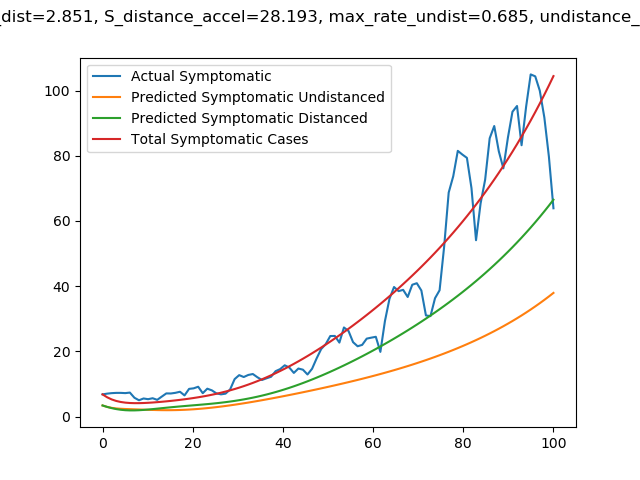 _dist=2.851, S_distance_accel=28.193, max_rate_undist=0.685, undistance_
Actual Symptomatic
Predicted Symptomatic Undistanced
Predicted Symptomatic Distanced
Total Symptomatic Cases
100
80
60
40
20
0
0 20 40 60 80 100